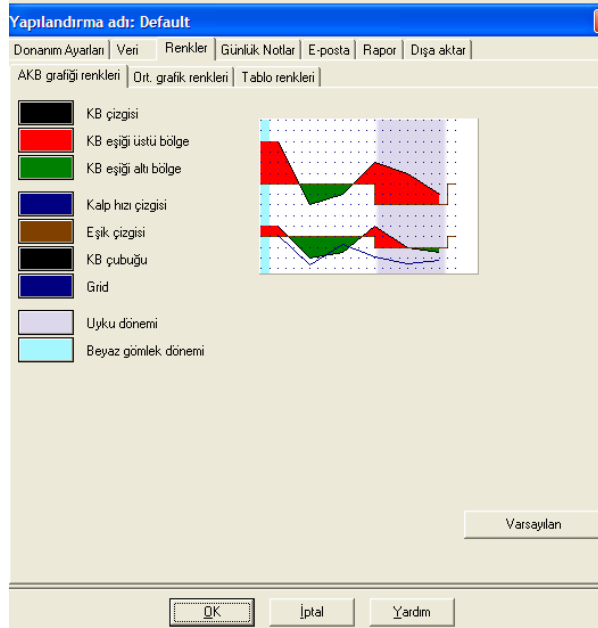 Yapılandırma adı: Default
Donanım Ayarları Veri Renkler Günlük Notlar E-posta Rapor Dışa aktar
AKB grafiği renkleri Ort. grafik renkleri Tablo renkleri
KB çizgisi
KB eşiği üstü bölge
KB eşiği altı bölge
Kalp hızı çizgisi
Eşik çizgisi
KB çubuğu
Grid
Uyku dönemi
Beyaz gömlek dönemi
Varsayılan
OK İptal Yardım